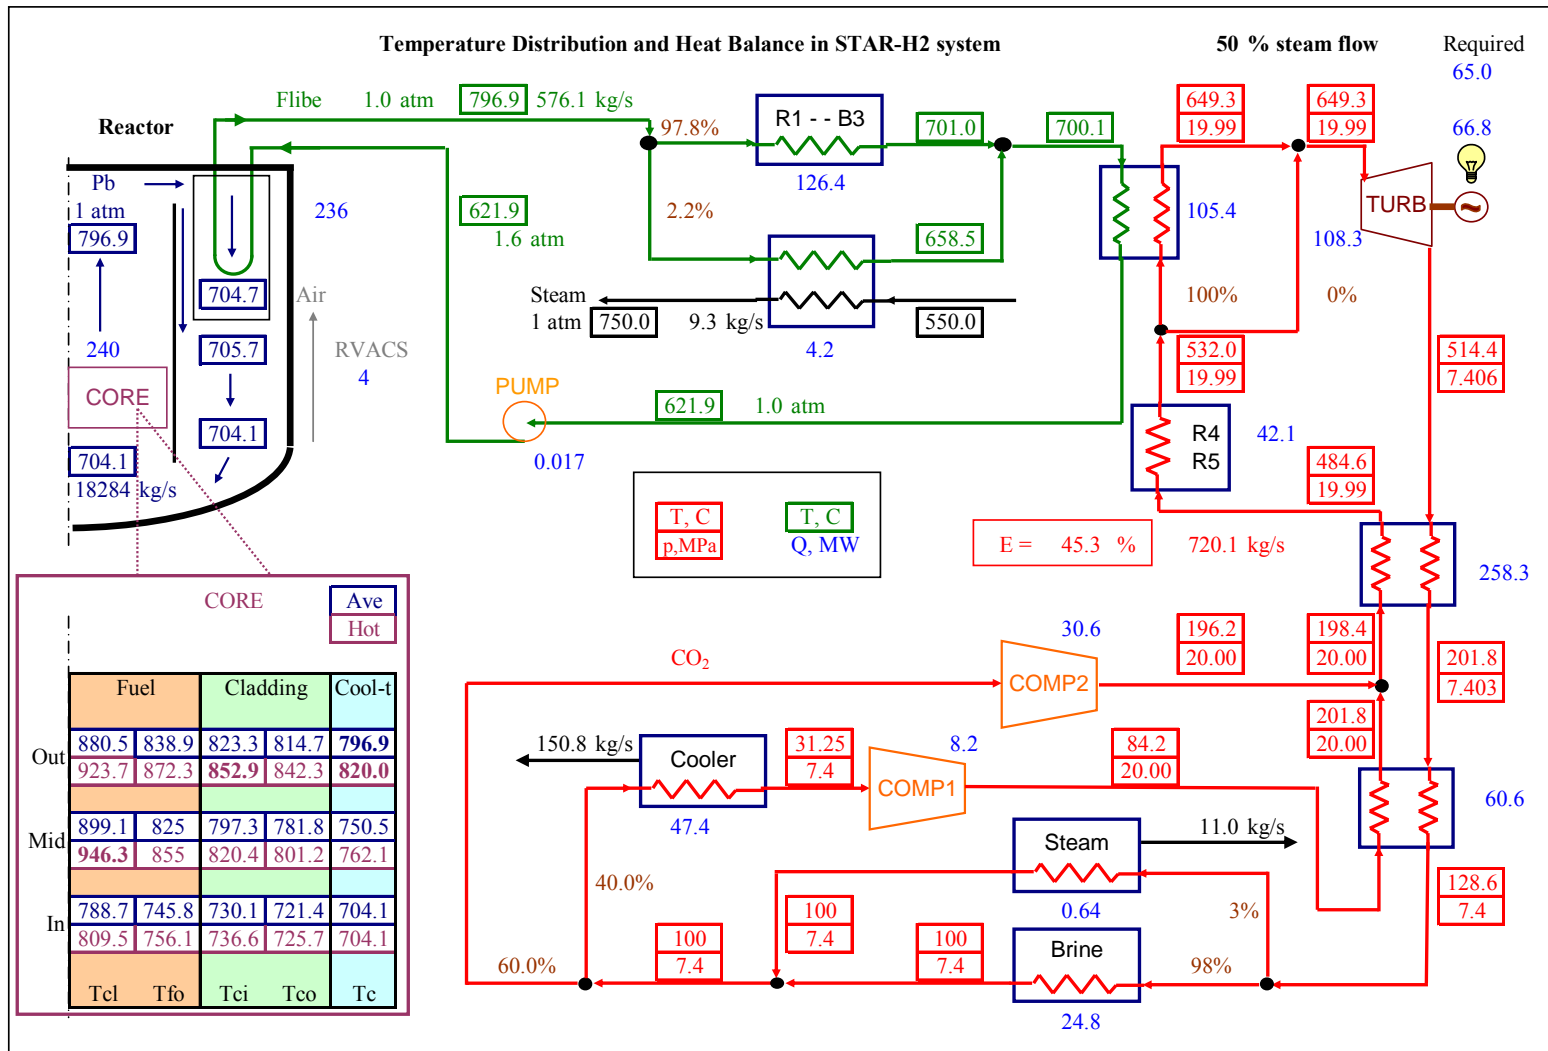 Temperature Distribution and Heat Balance in STAR-H2 system
50 % steam flow
Required
65.0
66.8
Flibe 1.0 atm 796.9 576.1 kg/s
Reactor
Pb
1 atm
796.9
236
704.7
Air
705.7
RVACS
4
240
CORE
704.1
704.1
18284 kg/s
621.9
1.6 atm
97.8%
2.2%
R1 - - B3
126.4
701.0
700.1
658.5
Steam
1 atm
750.0
9.3 kg/s
550.0
4.2
PUMP
0.017
621.9
1.0 atm
649.3
19.99
649.3
19.99
TURB
~
105.4
108.3
100%
0%
532.0
19.99
514.4
7.406
R4
R5
42.1
484.6
19.99
T, C
p,MPa
T, C
Q, MW
E = 45.3 %
720.1 kg/s
258.3
CO2
30.6
COMP2
196.2
20.00
198.4
20.00
201.8
7.403
201.8
20.00
150.8 kg/s
Cooler
47.4
31.25
7.4
8.2
COMP1
84.2
20.00
60.6
Steam
11.0 kg/s
0.64
3%
128.6
7.4
40.0%
60.0%
100
7.4
100
7.4
100
7.4
Brine
24.8
98%
CORE
Ave
Hot
Fuel Cladding Cool-t
Out
880.5 838.9 823.3 814.7 796.9
923.7 872.3 852.9 842.3 820.0
Mid
899.1 825 797.3 781.8 750.5
946.3 855 820.4 801.2 762.1
In
788.7 745.8 730.1 721.4 704.1
809.5 756.1 736.6 725.7 704.1
Tcl Tfo Tci Tco Tc